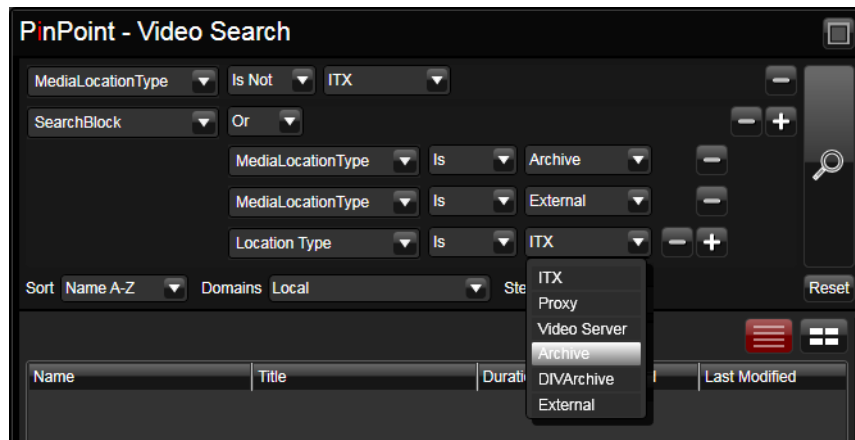 PinPoint - Video Search
MediaLocationType Is Not ITX
SearchBlock Or
MediaLocationType Is Archive
MediaLocationType Is External
Location Type Is ITX
ITX
Proxy
Video Server
Archive
DIVArchive
External
Sort Name A-Z Domains Local Reset
Name Title Last Modified